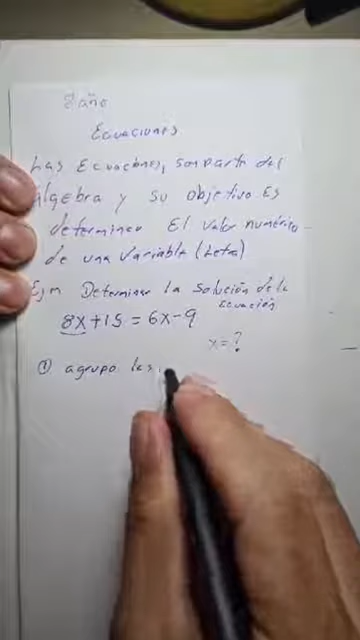 8 año
Ecuaciones
Las Ecuaciones, son parte del
álgebra y su objetivo Es
determinar El valor numérico
de una variable (Letra)
Ejm Determinar la solución de la
Ecuación
8x + 15 = 6x - 9
x = ?
① agrupo las